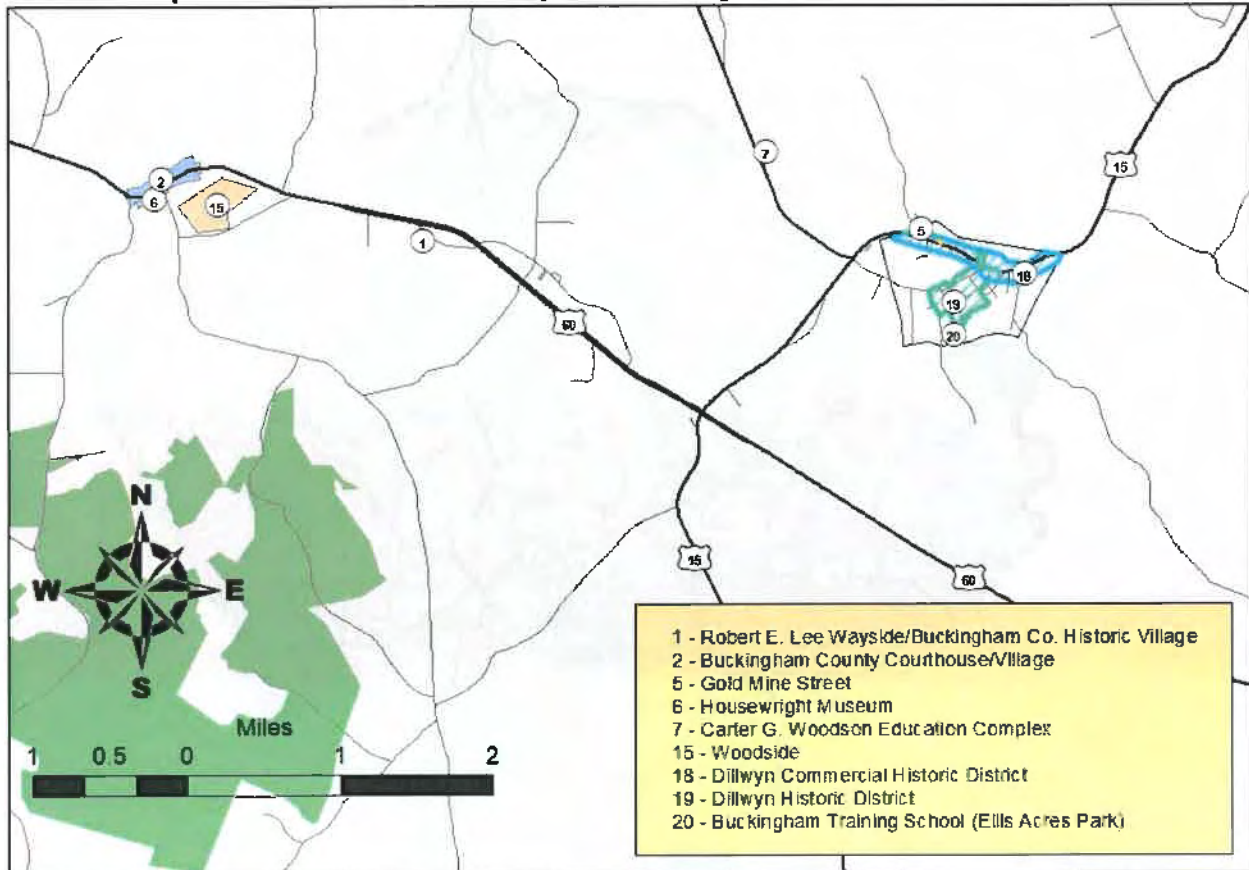 7
15
2
6
15
1
5
18
19
20
60
15
60
N
W E
S
Miles
1 0.5 0 1 2
1 - Robert E. Lee Wayside/Buckingham Co. Historic Village
2 - Buckingham County Courthouse/Village
5 - Gold Mine Street
6 - Housewright Museum
7 - Carter G. Woodson Education Complex
15 - Woodside
18 - Dillwyn Commercial Historic District
19 - Dillwyn Historic District
20 - Buckingham Training School (Ellis Acres Park)